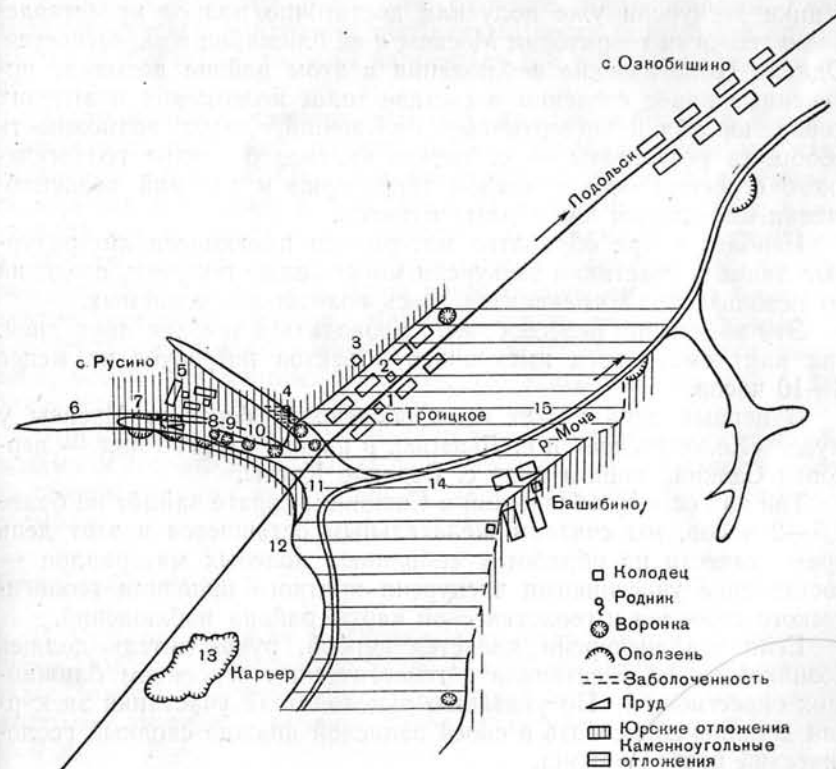 с. Ознобишино
Подольск
с. Русино
3
5
2
4
6
7
1
8-9-10
с. Троицкое
15
р. Моча
11
14
Башибино
12
13
Карьер
Колодец
Родник
Воронка
Оползень
Заболоченность
Пруд
Юрские отложения
Каменноугольные
отложения